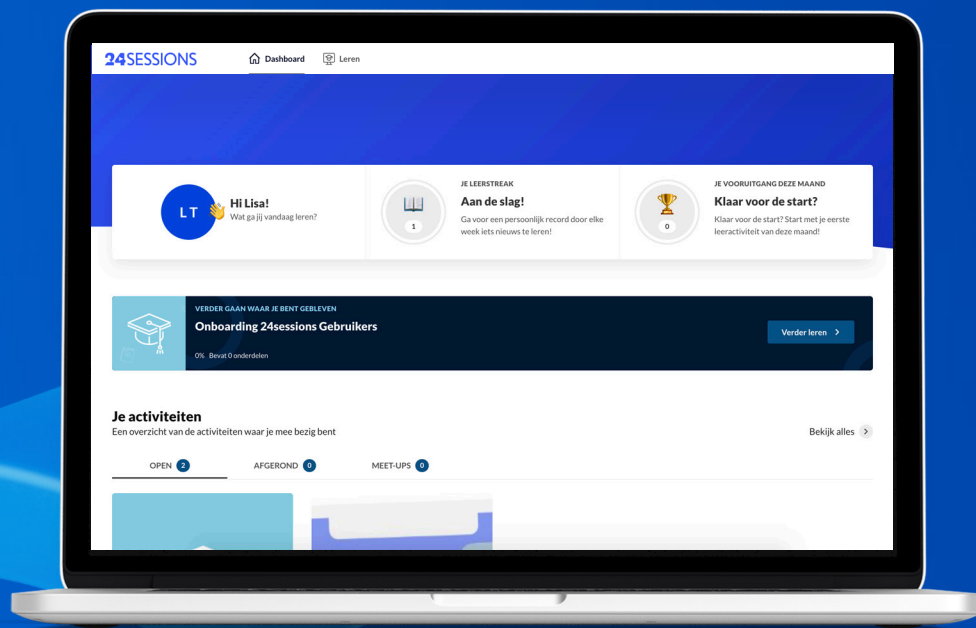 24SESSIONS
Dashboard
Leren
LT
Hi Lisa!
Wat ga jij vandaag leren?
1
JE LEERSTREAK
Aan de slag!
Ga voor een persoonlijk record door elke
week iets nieuws te leren!
0
JE VOORUITGANG DEZE MAAND
Klaar voor de start?
Klaar voor de start? Start met je eerste
leeractiviteit van deze maand!
VERDER GAAN WAAR JE BENT GEBLEVEN
Onboarding 24sessions Gebruikers
0% Bevat 0 onderdelen
Verder leren
Je activiteiten
Een overzicht van de activiteiten waar je mee bezig bent
Bekijk alles
OPEN 2
AFGEROND 0
MEET-UPS 0